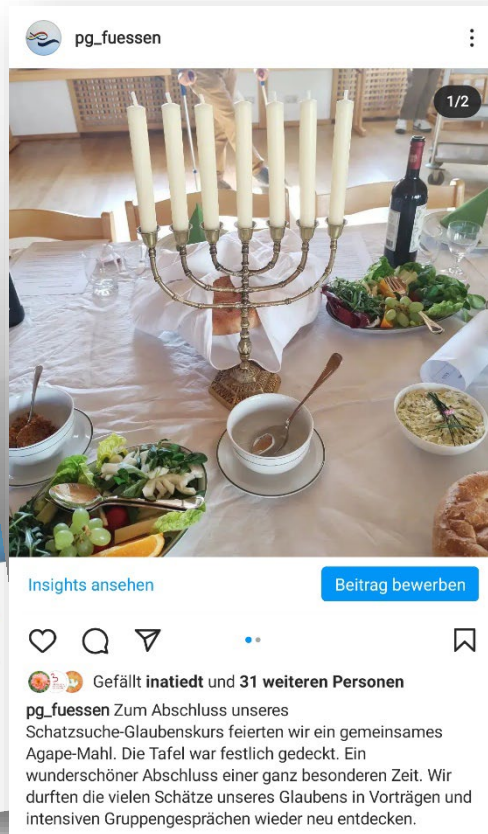 pg_fuessen
1/2
Insights ansehen
Beitrag bewerben
Gefällt inatiedt und 31 weiteren Personen
pg_fuessen Zum Abschluss unseres
Schatzsuche-Glaubenskurs feierten wir ein gemeinsames
Agape-Mahl. Die Tafel war festlich gedeckt. Ein
wunderschöner Abschluss einer ganz besonderen Zeit. Wir
durften die vielen Schätze unseres Glaubens in Vorträgen und
intensiven Gruppengesprächen wieder neu entdecken.